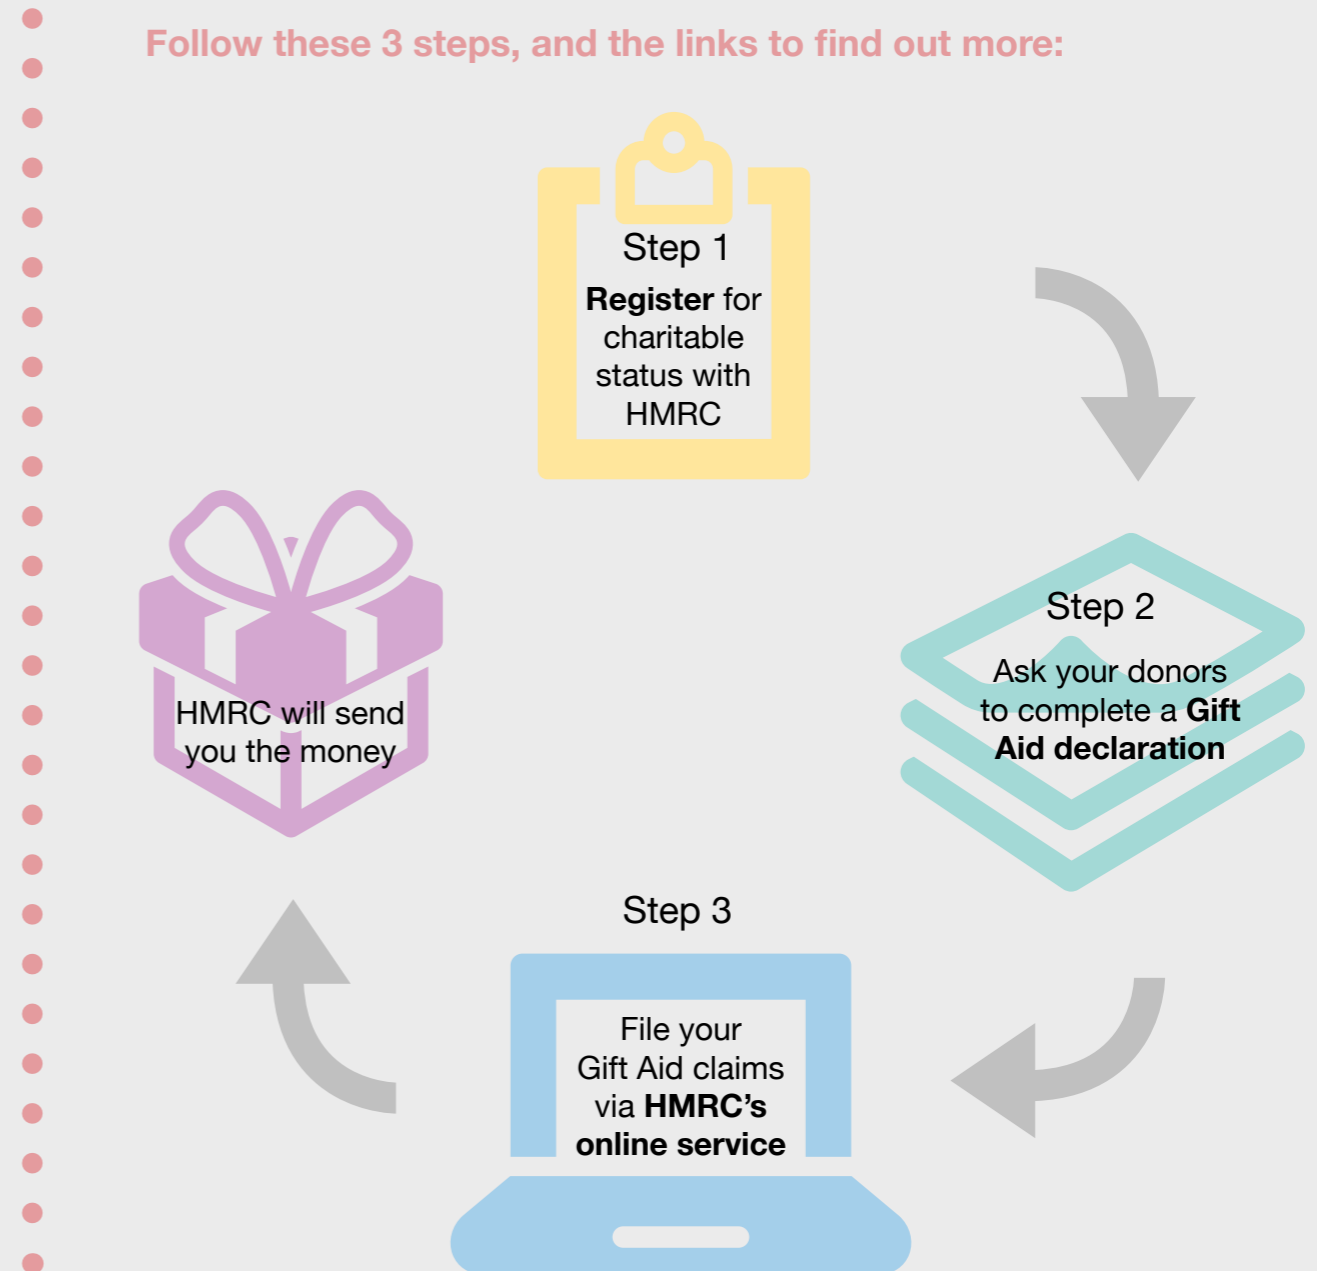 Follow these 3 steps, and the links to find out more:
Step 1
Register for
charitable
status with
HMRC
Step 2
Ask your donors
to complete a Gift
Aid declaration
Step 3
File your
Gift Aid claims
via HMRC’s
online service
HMRC will send
you the money